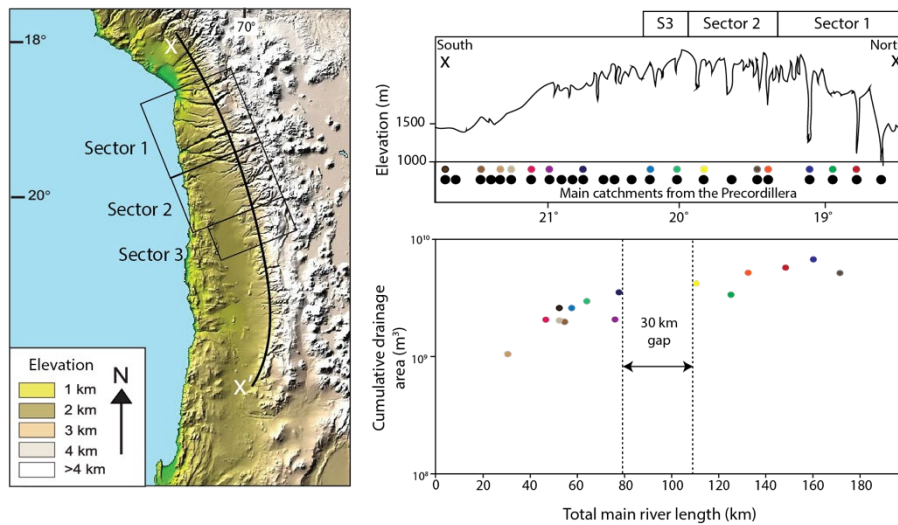 70°
18°
X
Sector 1
20°
Sector 2
Sector 3
X'
Elevation
1 km
2 km
3 km
4 km
>4 km
N
S3 Sector 2 Sector 1
South North
X X
Elevation (m)
1500
1000
Main catchments from the Precordillera
21° 20° 19°
Cumulative drainage
area (m³)
10¹⁰
10⁹
10⁸
30 km
gap
0 20 40 60 80 100 120 140 160 180
Total main river length (km)